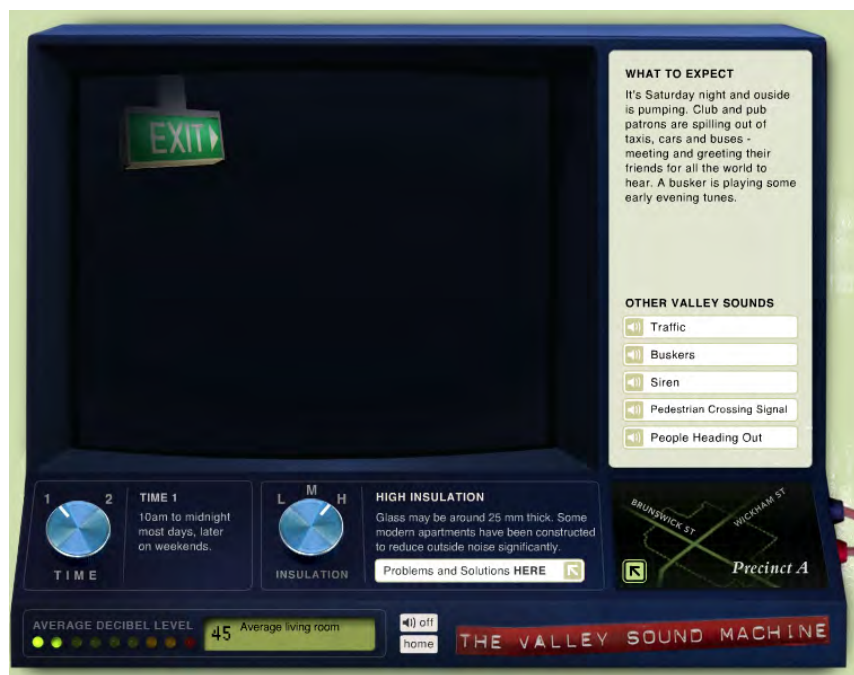 EXIT
WHAT TO EXPECT
It's Saturday night and ouside
is pumping. Club and pub
patrons are spilling out of
taxis, cars and buses -
meeting and greeting their
friends for all the world to
hear. A busker is playing some
early evening tunes.
OTHER VALLEY SOUNDS
Traffic
Buskers
Siren
Pedestrian Crossing Signal
People Heading Out
1 2
TIME
TIME 1
10am to midnight
most days, later
on weekends.
L M H
INSULATION
HIGH INSULATION
Glass may be around 25 mm thick. Some
modern apartments have been constructed
to reduce outside noise significantly.
Problems and Solutions HERE
BRUNSWICK ST
WICKHAM ST
Precinct A
AVERAGE DECIBEL LEVEL
45 Average living room
off
home
THE VALLEY SOUND MACHINE